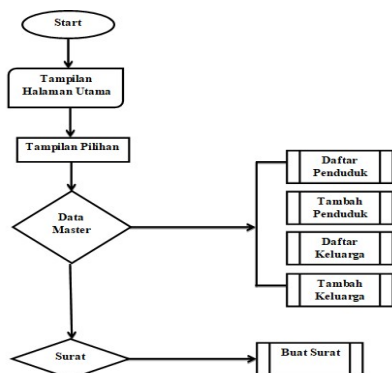 Start
Tampilan
Halaman Utama
Tampilan Pilihan
Data
Master
Daftar
Penduduk
Tambah
Penduduk
Daftar
Keluarga
Tambah
Keluarga
Surat
Buat Surat